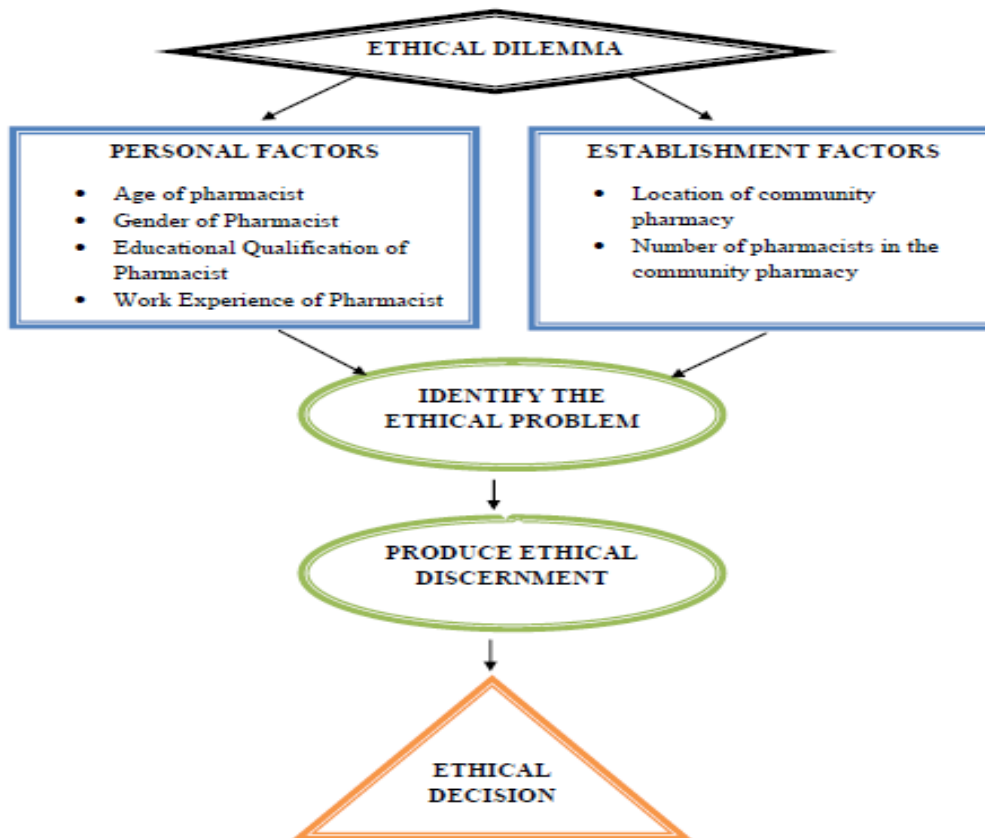 ETHICAL DILEMMA
PERSONAL FACTORS
• Age of pharmacist
• Gender of Pharmacist
• Educational Qualification of
Pharmacist
• Work Experience of Pharmacist
ESTABLISHMENT FACTORS
• Location of community
pharmacy
• Number of pharmacists in the
community pharmacy
IDENTIFY THE
ETHICAL PROBLEM
PRODUCE ETHICAL
DISCERNMENT
ETHICAL
DECISION